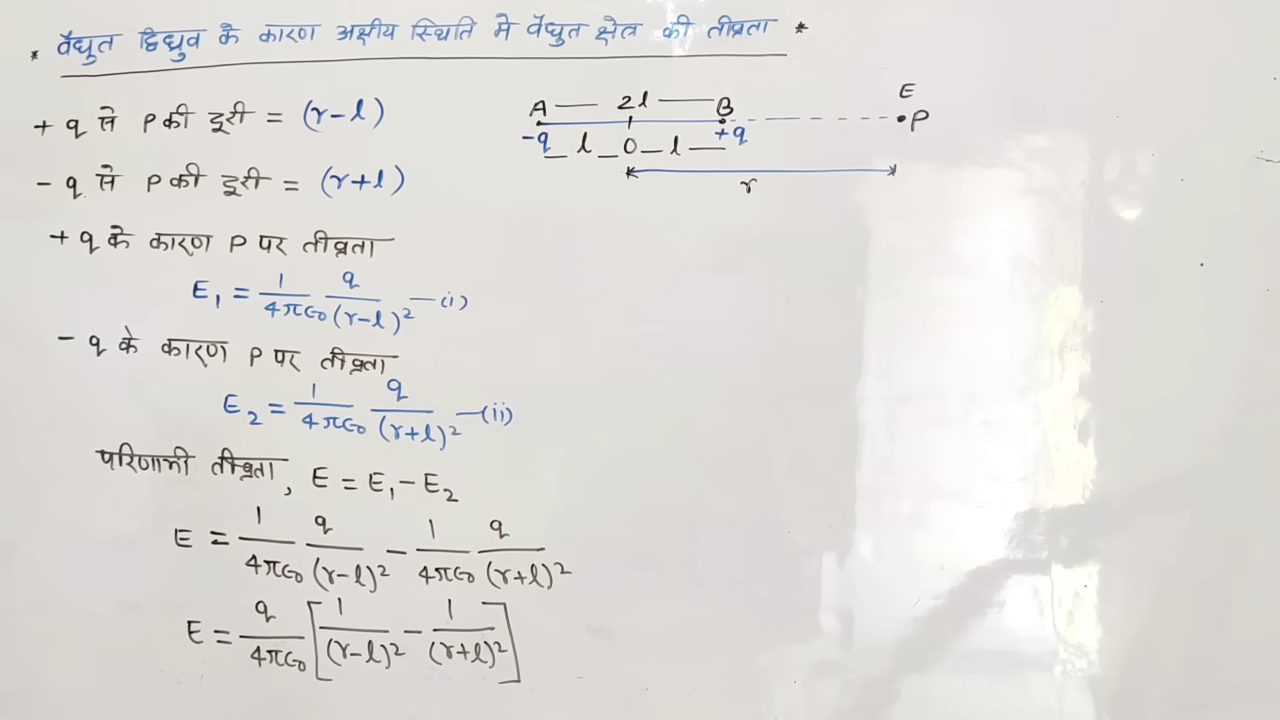 * वैद्युत द्विध्रुव के कारण अक्षीय स्थिति मे वैद्युत क्षेत्र की तीव्रता *
A — 2l — B
E
-q +q
P
l O l
r
+ q से P की दूरी = (r-l)
- q से P की दूरी = (r+l)
+ q के कारण P पर तीव्रता
E₁ = 1/4πϵ₀ q/(r-l)² —(i)
- q के कारण P पर तीव्रता
E₂ = 1/4πϵ₀ q/(r+l)² —(ii)
परिणामी तीव्रता, E = E₁ - E₂
E = 1/4πϵ₀ q/(r-l)² - 1/4πϵ₀ q/(r+l)²
E = q/4πϵ₀ [1/(r-l)² - 1/(r+l)²]